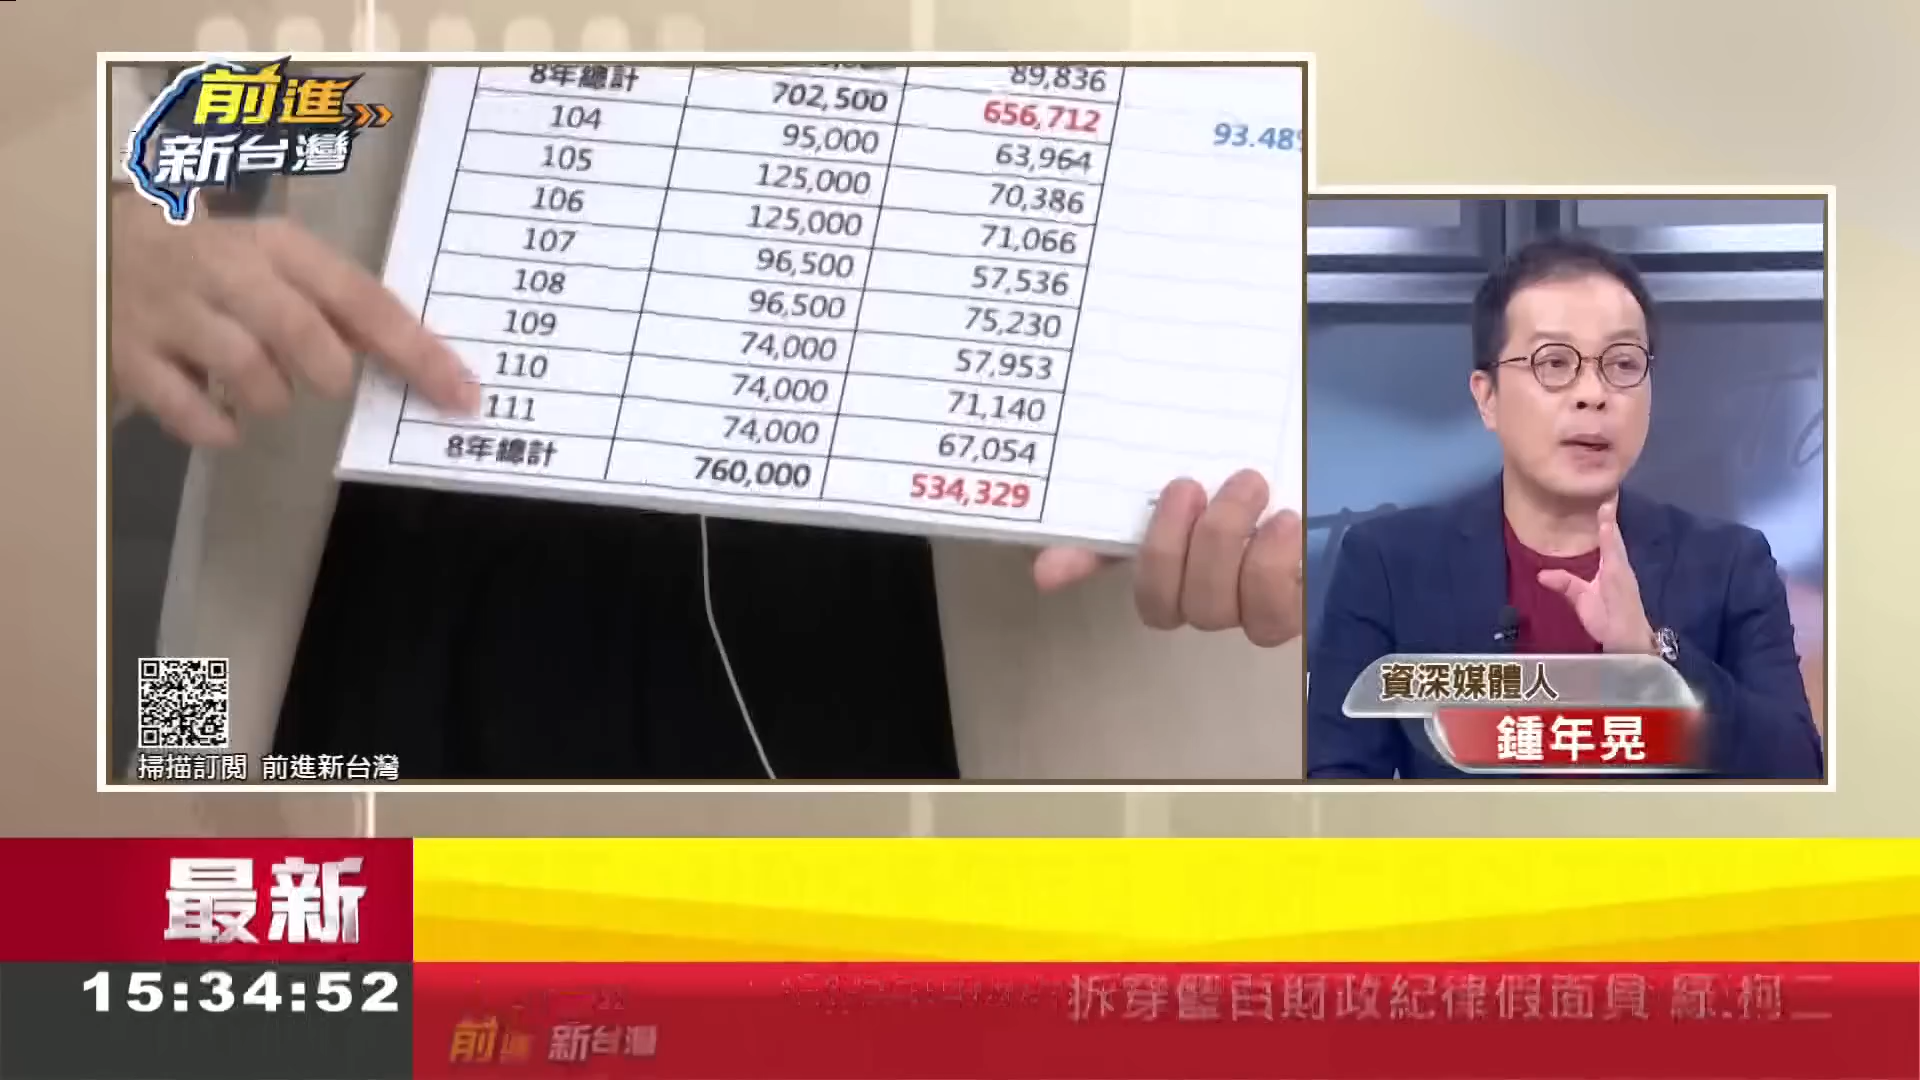 前進
新台灣
89,836
8年總計 702,500 656,712
104 95,000 63,964
93.48
105 125,000 70,386
106 125,000 71,066
107 96,500 57,536
108 96,500 75,230
109 74,000 57,953
110 74,000 71,140
111 74,000 67,054
8年總計 760,000 534,329
掃描訂閱 前進新台灣
資深媒體人
鍾年晃
最新
15:34:52
拆穿藍白財政紀律假面具 綠:柯二
前進 新台灣